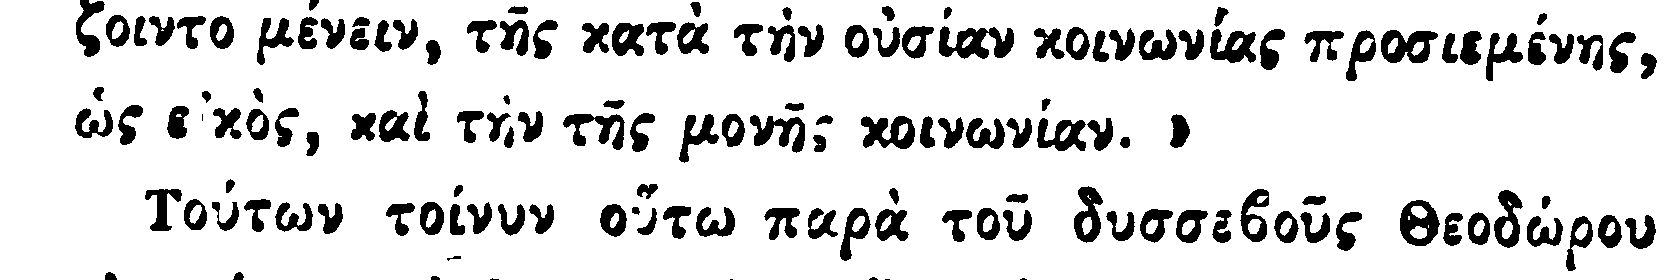 ζοιντο μένειν, τῆς κατὰ τὴν οὐσίαν κοινωνίας προσιεμένης,
ὡς εἰκὸς, καὶ τὴν τῆς μονῆς κοινωνίαν. »
Τούτων τοίνυν οὕτω παρὰ τοῦ δυσσεβοῦς Θεοδώρου